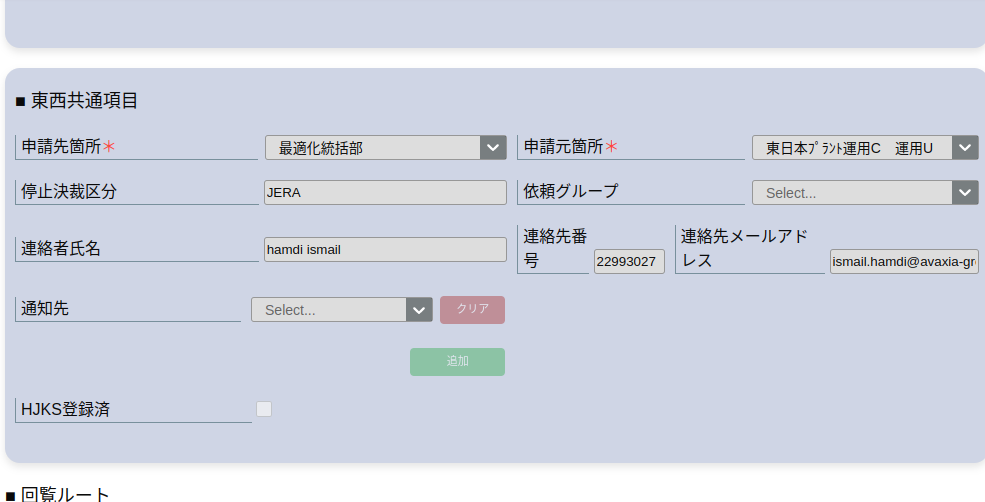 ■ 東西共通項目
申請先箇所＊ 最適化統括部 申請元箇所＊ 東日本ﾌﾟﾗﾝﾄ運用C　運用U
停止決裁区分 JERA 依頼グループ Select...
連絡者氏名 hamdi ismail 連絡先番号 22993027 連絡先メールアドレス ismail.hamdi@avaxia-gr
通知先 Select... クリア
追加
HJKS登録済
■ 回覧ルート